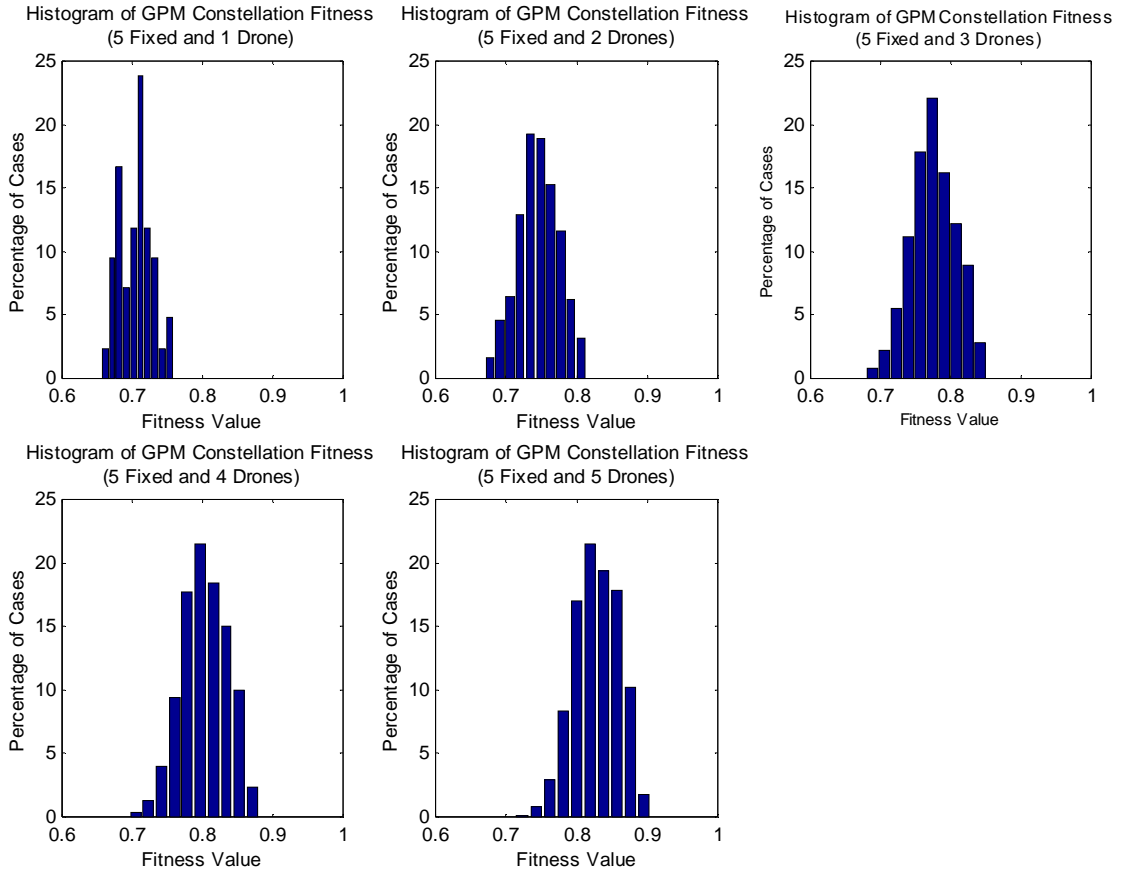 Histogram of GPM Constellation Fitness
(5 Fixed and 1 Drone)
25
20
15
10
5
0
0.6
0.7
0.8
0.9
1
Percentage of Cases
Fitness Value
Histogram of GPM Constellation Fitness
(5 Fixed and 2 Drones)
25
20
15
10
5
0
0.6
0.7
0.8
0.9
1
Percentage of Cases
Fitness Value
Histogram of GPM Constellation Fitness
(5 Fixed and 3 Drones)
25
20
15
10
5
0
0.6
0.7
0.8
0.9
1
Percentage of Cases
Fitness Value
Histogram of GPM Constellation Fitness
(5 Fixed and 4 Drones)
25
20
15
10
5
0
0.6
0.7
0.8
0.9
1
Percentage of Cases
Fitness Value
Histogram of GPM Constellation Fitness
(5 Fixed and 5 Drones)
25
20
15
10
5
0
0.6
0.7
0.8
0.9
1
Percentage of Cases
Fitness Value